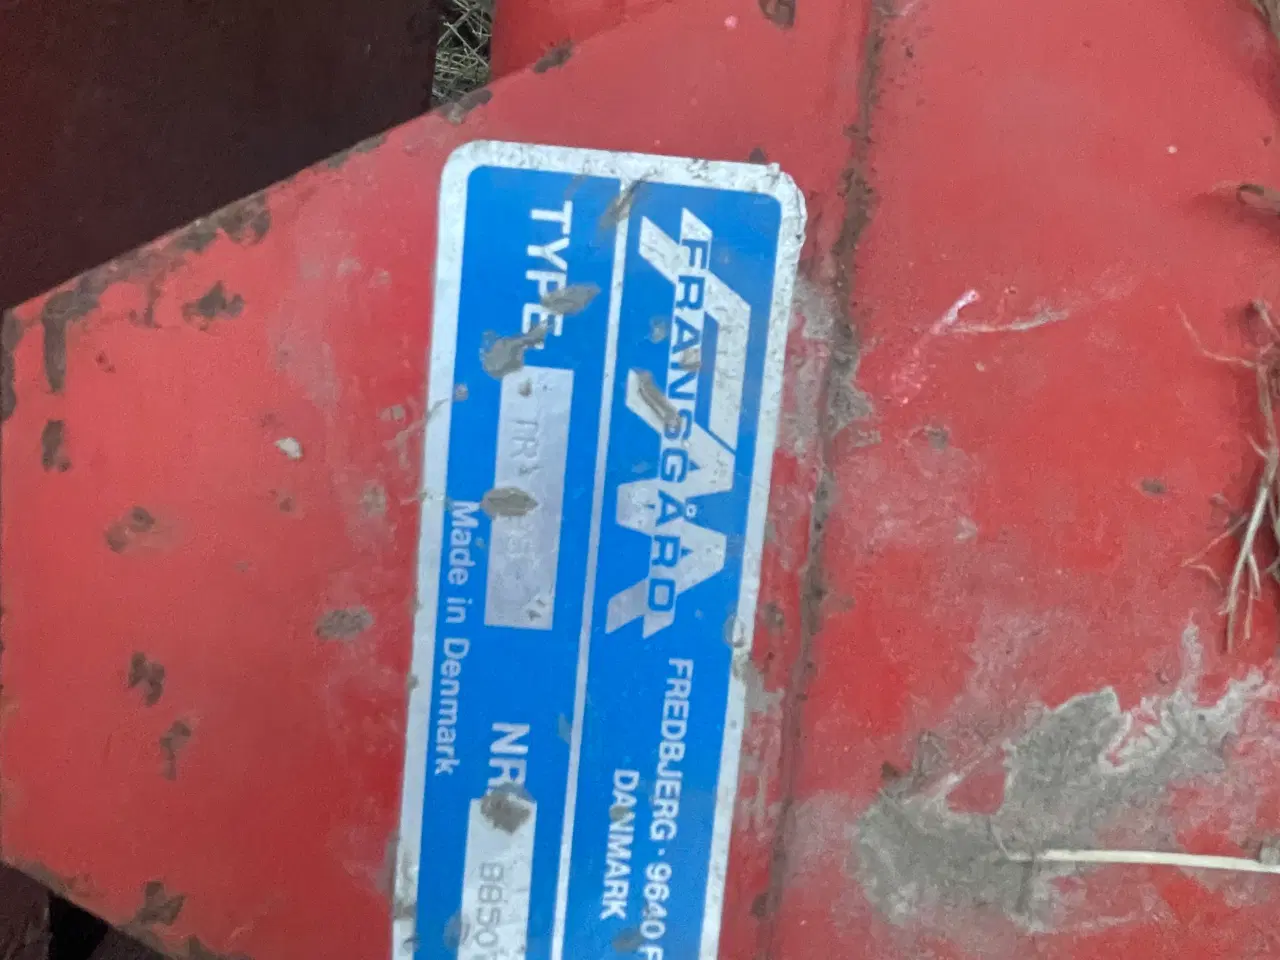 FRANSGÅRD
FREDBJERG · 9640 F
DANMARK
TYPE.
NR.
Made in Denmark